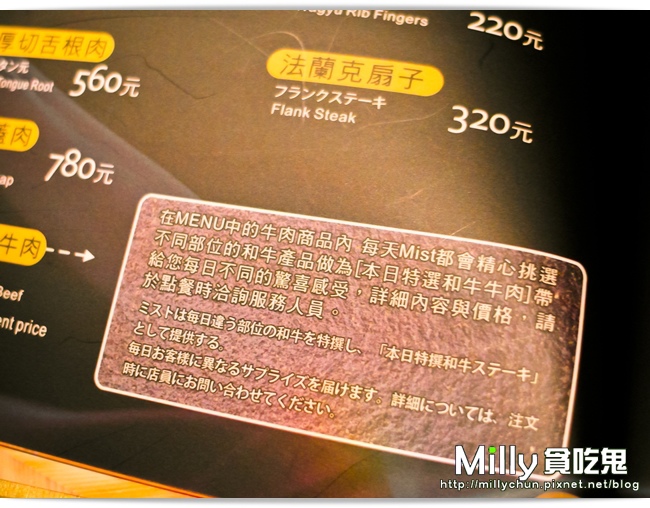 Wagyu Rib Fingers
220元
厚切舌根肉
タン元
Tongue Root
560元
法蘭克扇子
フランクステーキ
Flank Steak
320元
肉
ap
780元
牛肉
Beef
ent price
在MENU中的牛肉商品內 每天Mist都會精心挑選
不同部位的和牛產品做為[本日特選和牛牛肉]帶
給您每日不同的驚喜感受，詳細內容與價格，請
於點餐時洽詢服務人員。
ミストは毎日違う部位の和牛を特撰し、「本日特撰和牛ステーキ」
として提供する。
毎日お客様に異なるサプライズを届けます。詳細については、注文
時に店員にお問い合わせてください。
Milly貪吃鬼
http://millychun.pixnet.net/blog